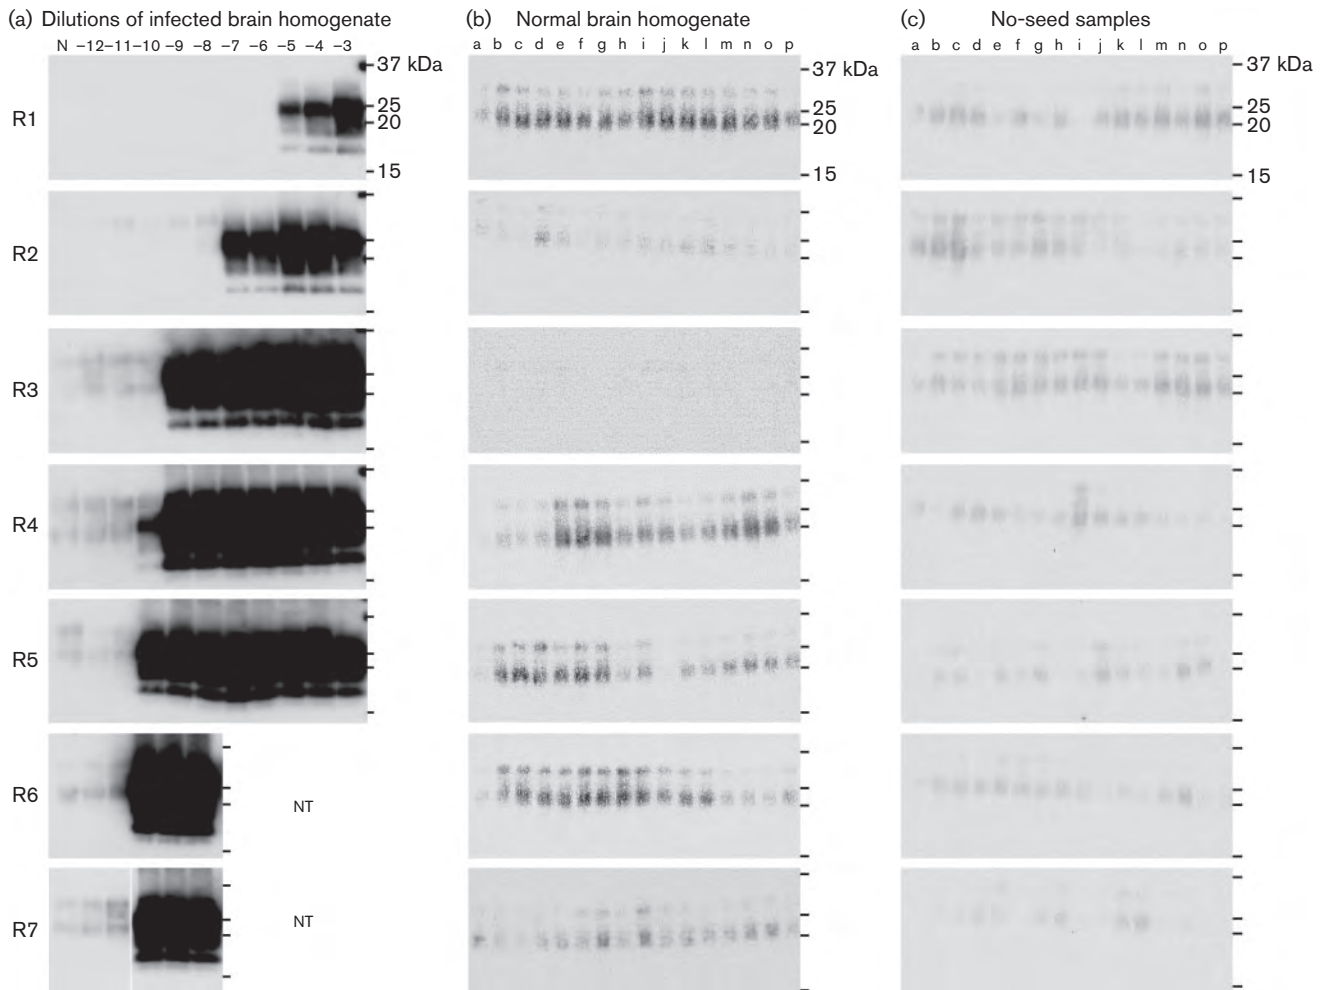 (a) Dilutions of infected brain homogenate
N −12 −11 −10 −9 −8 −7 −6 −5 −4 −3
37 kDa
25
20
15
(b) Normal brain homogenate
a b c d e f g h i j k l m n o p
37 kDa
25
20
15
(c) No-seed samples
a b c d e f g h i j k l m n o p
37 kDa
25
20
15
R1
R2
R3
R4
R5
R6
NT
R7
NT